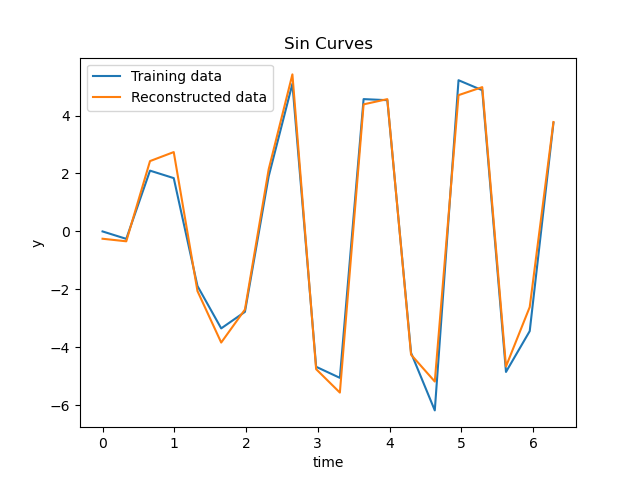 Sin Curves
Training data
Reconstructed data
4
2
0
−2
−4
−6
y
0 1 2 3 4 5 6
time